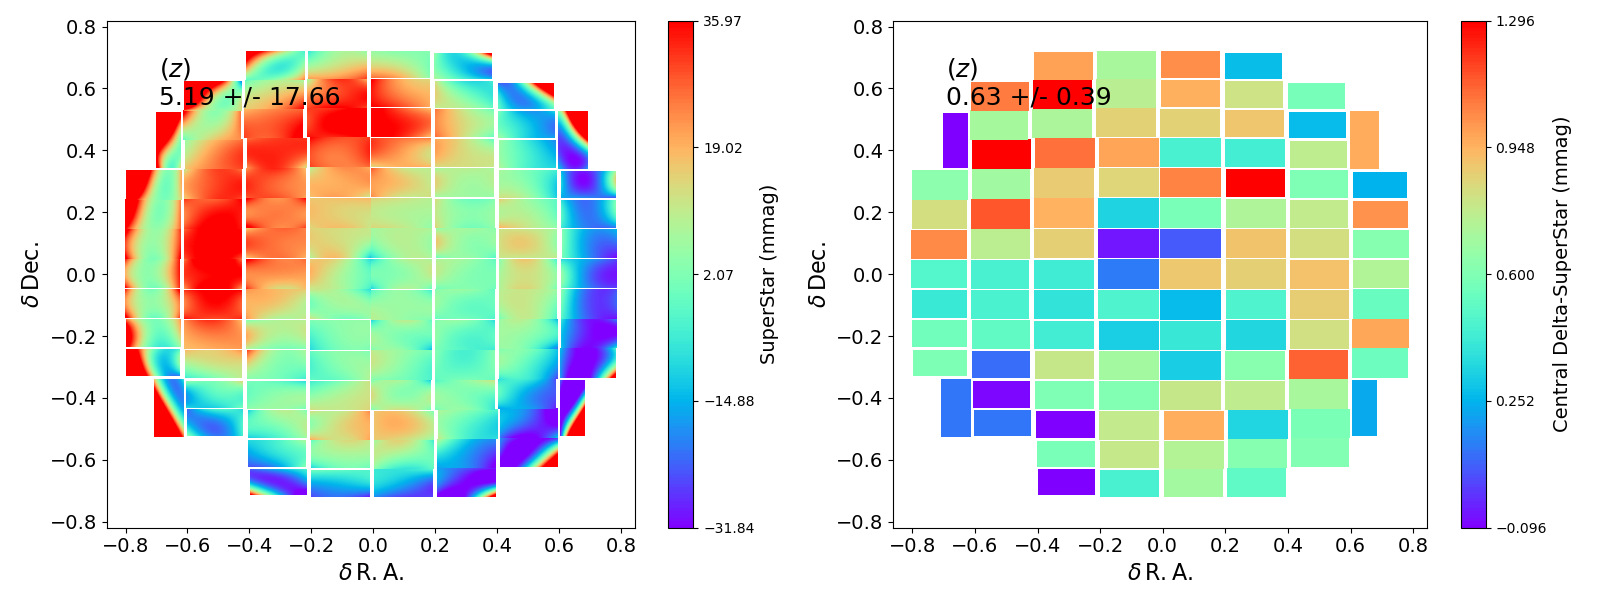 0.8
0.6
0.4
0.2
0.0
−0.2
−0.4
−0.6
−0.8
−0.8 −0.6 −0.4 −0.2 0.0 0.2 0.4 0.6 0.8
δ Dec.
δ R. A.
(z)
5.19 +/- 17.66
35.97
19.02
2.07
−14.88
−31.84
SuperStar (mmag)
0.8
0.6
0.4
0.2
0.0
−0.2
−0.4
−0.6
−0.8
−0.8 −0.6 −0.4 −0.2 0.0 0.2 0.4 0.6 0.8
δ Dec.
δ R. A.
(z)
0.63 +/- 0.39
1.296
0.948
0.600
0.252
−0.096
Central Delta-SuperStar (mmag)